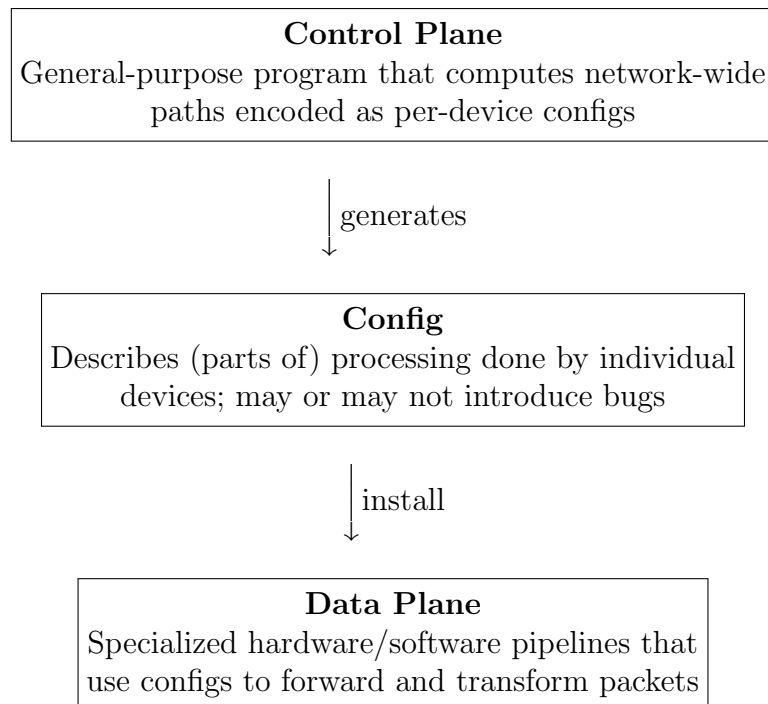 Control Plane
General-purpose program that computes network-wide
paths encoded as per-device configs
generates
Config
Describes (parts of) processing done by individual
devices; may or may not introduce bugs
install
Data Plane
Specialized hardware/software pipelines that
use configs to forward and transform packets